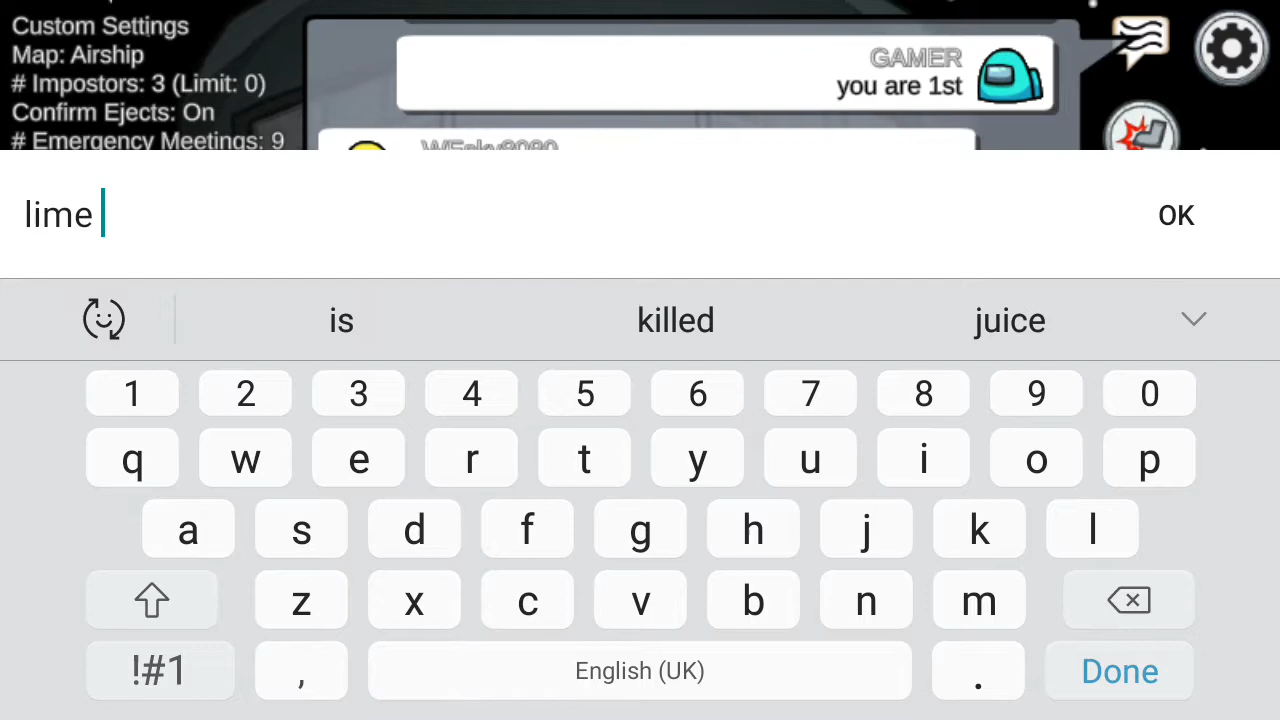 Custom Settings
Map: Airship
# Impostors: 3 (Limit: 0)
Confirm Ejects: On
# Emergency Meetings: 9
GAMER
you are 1st
lime
OK
is killed juice
1 2 3 4 5 6 7 8 9 0
q w e r t y u i o p
a s d f g h j k l
z x c v b n m
!#1 , English (UK) . Done